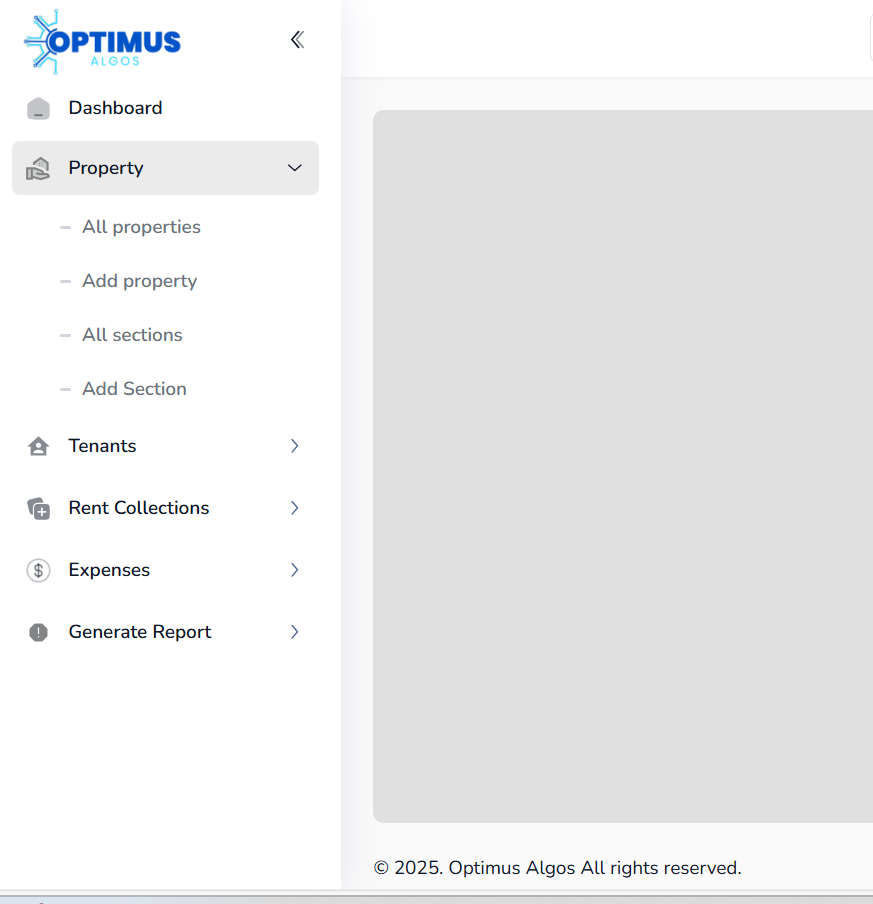 OPTIMUS
ALGOS
Dashboard
Property
All properties
Add property
All sections
Add Section
Tenants
Rent Collections
$ Expenses
Generate Report
© 2025. Optimus Algos All rights reserved.